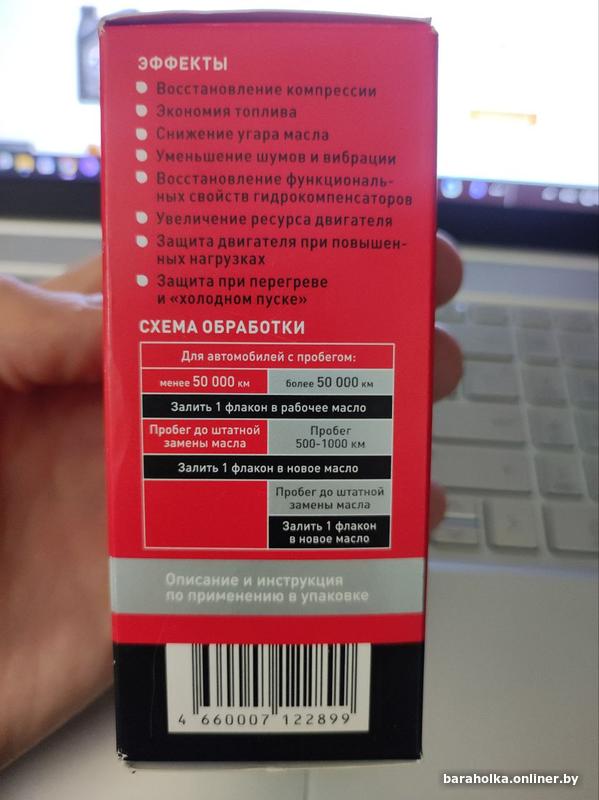 ЭФФЕКТЫ
Восстановление компрессии
Экономия топлива
Снижение угара масла
Уменьшение шумов и вибрации
Восстановление функциональ-
ных свойств гидрокомпенсаторов
Увеличение ресурса двигателя
Защита двигателя при повышен-
ных нагрузках
Защита при перегреве
и «холодном пуске»
СХЕМА ОБРАБОТКИ
Для автомобилей с пробегом:
менее 50 000 км более 50 000 км
Залить 1 флакон в рабочее масло
Пробег до штатной
замены масла
Пробег
500-1000 км
Залить 1 флакон в новое масло
Пробег до штатной
замены масла
Залить 1 флакон
в новое масло
Описание и инструкция
по применению в упаковке
4 660007 122899
baraholka.onliner.by